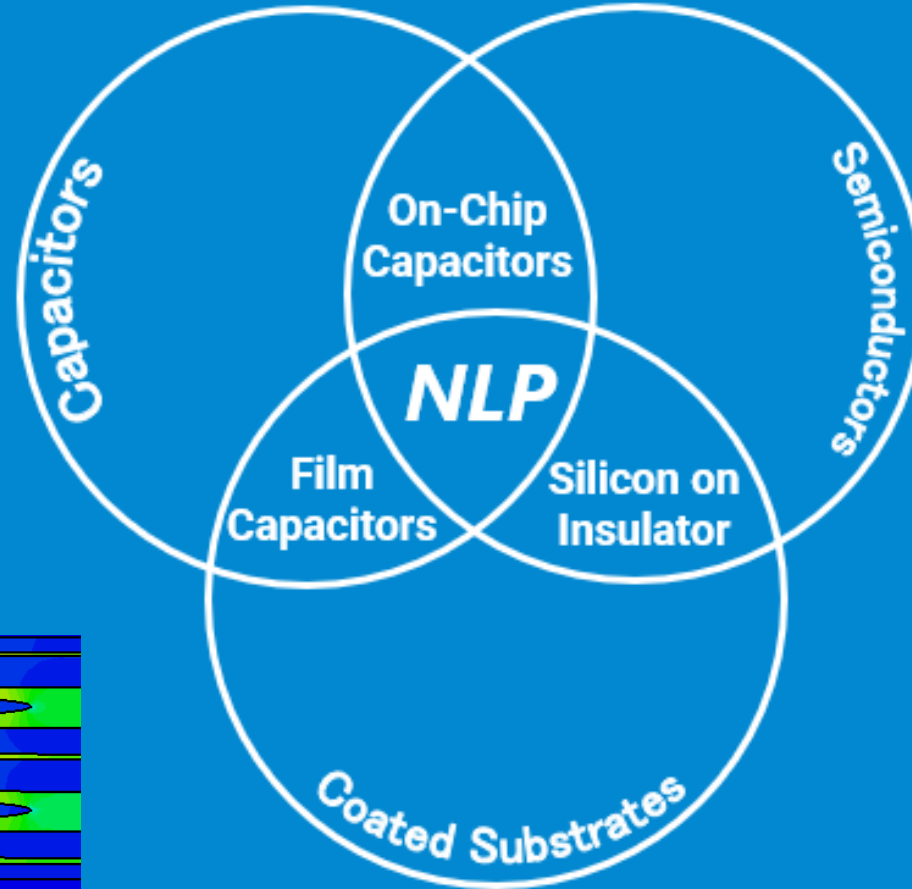 Capacitors
Semiconductors
On-Chip
Capacitors
NLP
Film
Capacitors
Silicon on
Insulator
Coated Substrates